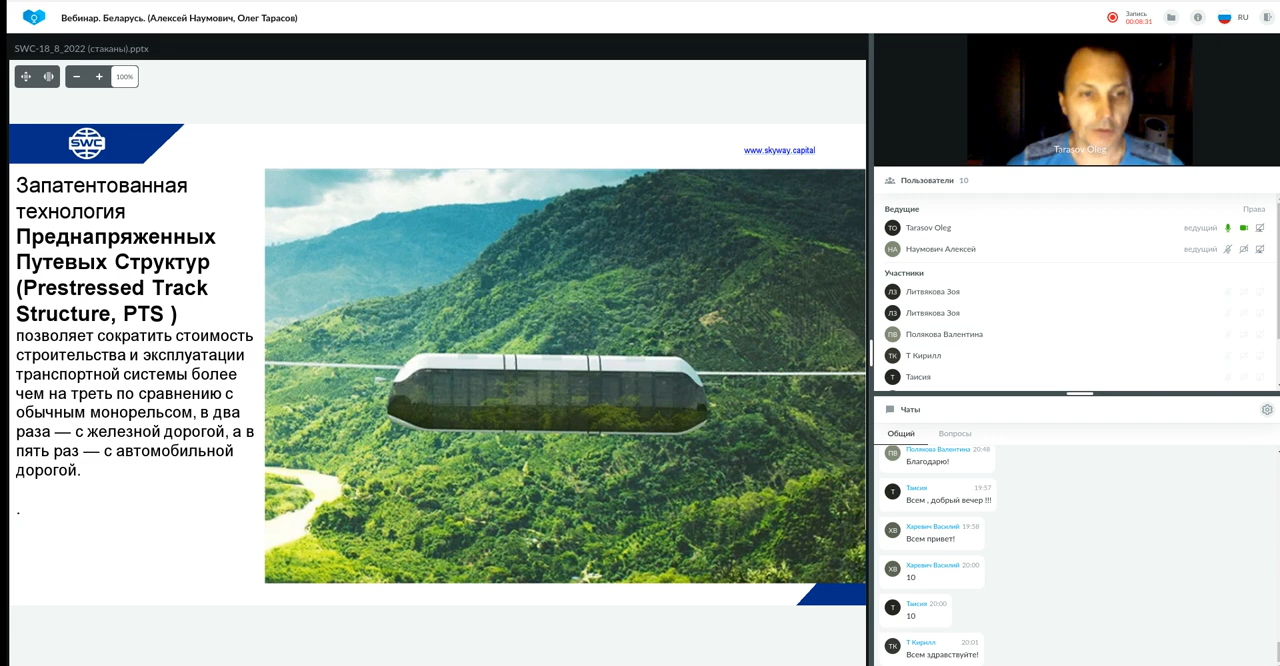 Вебинар. Беларусь. (Алексей Наумович, Олег Тарасов)
Запись
00:08:31
RU
SWC-18_8_2022 (стаканы).pptx
100%
SWC
www.skyway.capital
Запатентованная
технология
Преднапряженных
Путевых Структур
(Prestressed Track
Structure, PTS )
позволяет сократить стоимость
строительства и эксплуатации
транспортной системы более
чем на треть по сравнению с
обычным монорельсом, в два
раза — с железной дорогой, а в
пять раз — с автомобильной
дорогой.
.
Tarasov Oleg
Пользователи 10
Ведущие Права
TO Tarasov Oleg ведущий
НА Наумович Алексей ведущий
Участники
ЛЗ Литвякова Зоя
ЛЗ Литвякова Зоя
ПВ Полякова Валентина
ТК Т Кирилл
Т Таисия
Чаты
Общий Вопросы
ПВ Полякова Валентина 20:48
Благодарю!
Т Таисия 19:57
Всем , добрый вечер !!!
ХВ Харевич Василий 19:58
Всем привет!
ХВ Харевич Василий 20:00
10
Т Таисия 20:00
10
ТК Т Кирилл 20:01
Всем здравствуйте!